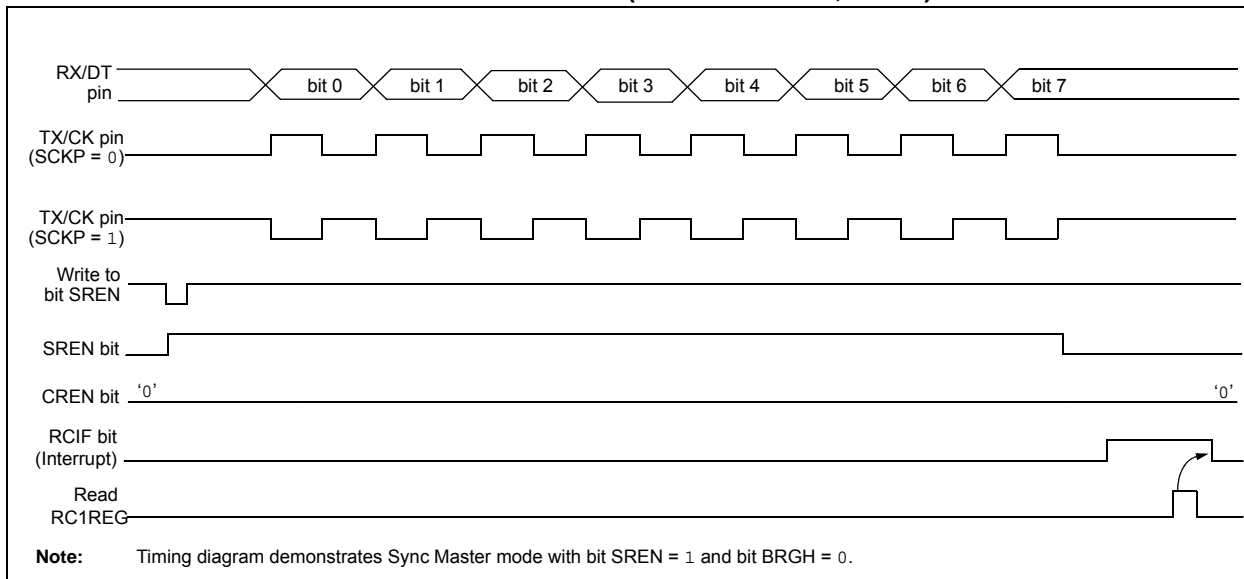 RX/DT
pin
bit 0 bit 1 bit 2 bit 3 bit 4 bit 5 bit 6 bit 7
TX/CK pin
(SCKP = 0)
TX/CK pin
(SCKP = 1)
Write to
bit SREN
SREN bit
CREN bit ‘0’ ‘0’
RCIF bit
(Interrupt)
Read
RC1REG
Note: Timing diagram demonstrates Sync Master mode with bit SREN = 1 and bit BRGH = 0.